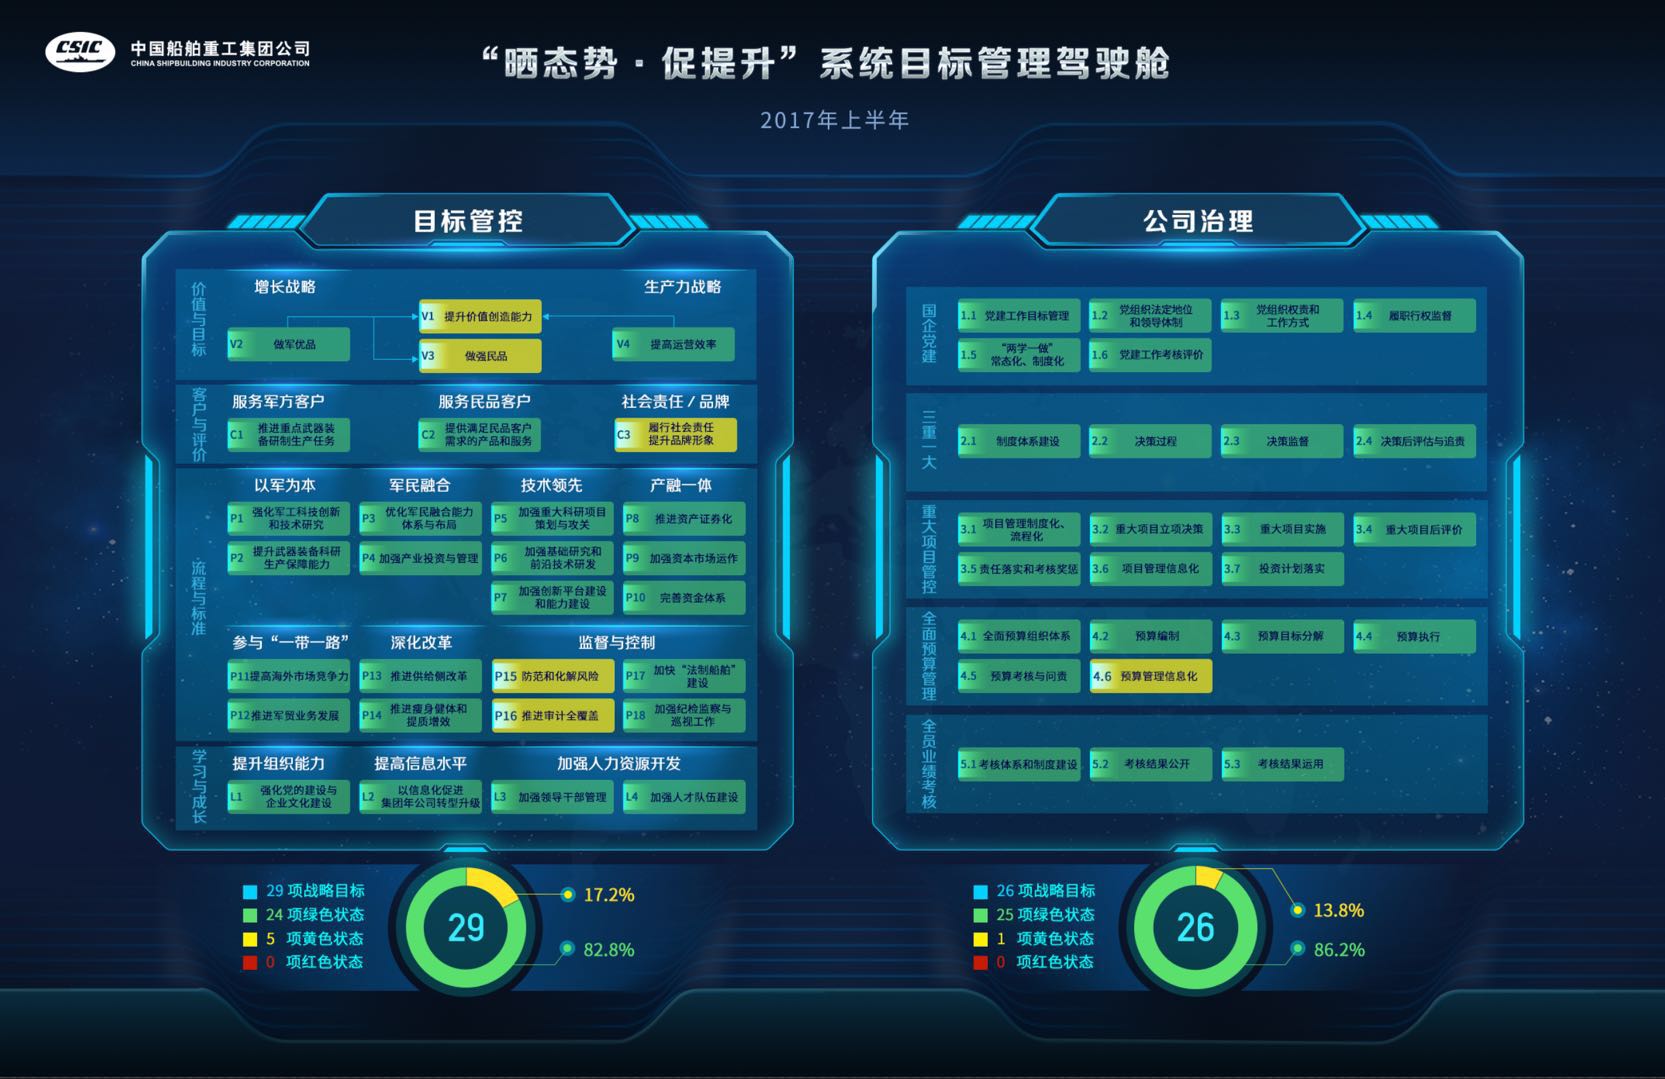 CSIC
中国船舶重工集团公司
CHINA SHIPBUILDING INDUSTRY CORPORATION
“晒态势·促提升”系统目标管理驾驶舱
2017年上半年
目标管控
价值与目标
增长战略
生产力战略
V1 提升价值创造能力
V2 做军优品
V3 做强民品
V4 提高运营效率
客户与评价
服务军方客户
服务民品客户
社会责任 / 品牌
C1 推进重点武器装
备研制生产任务
C2 提供满足民品客户
需求的产品和服务
C3 履行社会责任
提升品牌形象
流程与标准
以军为本
军民融合
技术领先
产融一体
P1 强化军工科技创新
和技术研究
P3 优化军民融合能力
体系与布局
P5 加强重大科研项目
策划与攻关
P8 推进资产证券化
P2 提升武器装备科研
生产保障能力
P4 加强产业投资与管理
P6 加强基础研究和
前沿技术研发
P9 加强资本市场运作
P7 加强创新平台建设
和能力建设
P10 完善资金体系
参与“一带一路”
深化改革
监督与控制
P11 提高海外市场竞争力
P13 推进供给侧改革
P15 防范和化解风险
P17 加快“法制船舶”
建设
P12 推进军贸业务发展
P14 推进瘦身健体和
提质增效
P16 推进审计全覆盖
P18 加强纪检监察与
巡视工作
学习与成长
提升组织能力
提高信息水平
加强人力资源开发
L1 强化党的建设与
企业文化建设
L2 以信息化促进
集团年公司转型升级
L3 加强领导干部管理
L4 加强人才队伍建设
29 项战略目标
24 项绿色状态
5 项黄色状态
0 项红色状态
29
17.2%
82.8%
公司治理
国企党建
1.1 党建工作目标管理
1.2 党组织法定地位
和领导体制
1.3 党组织权责和
工作方式
1.4 履职行权监督
1.5 “两学一做”
常态化、制度化
1.6 党建工作考核评价
三重一大
2.1 制度体系建设
2.2 决策过程
2.3 决策监督
2.4 决策后评估与追责
重大项目管控
3.1 项目管理制度化、
流程化
3.2 重大项目立项决策
3.3 重大项目实施
3.4 重大项目后评价
3.5 责任落实和考核奖惩
3.6 项目管理信息化
3.7 投资计划落实
全面预算管理
4.1 全面预算组织体系
4.2 预算编制
4.3 预算目标分解
4.4 预算执行
4.5 预算考核与问责
4.6 预算管理信息化
全员业绩考核
5.1 考核体系和制度建设
5.2 考核结果公开
5.3 考核结果运用
26 项战略目标
25 项绿色状态
1 项黄色状态
0 项红色状态
26
13.8%
86.2%